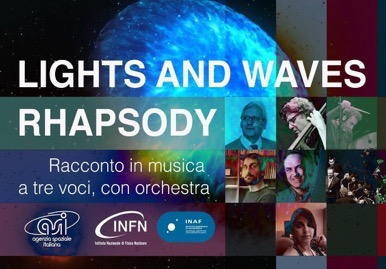 LIGHTS AND WAVES
RHAPSODY
Racconto in musica
a tre voci, con orchestra
asi
agenzia spaziale
italiana
INFN
Istituto Nazionale di Fisica Nucleare
INAF